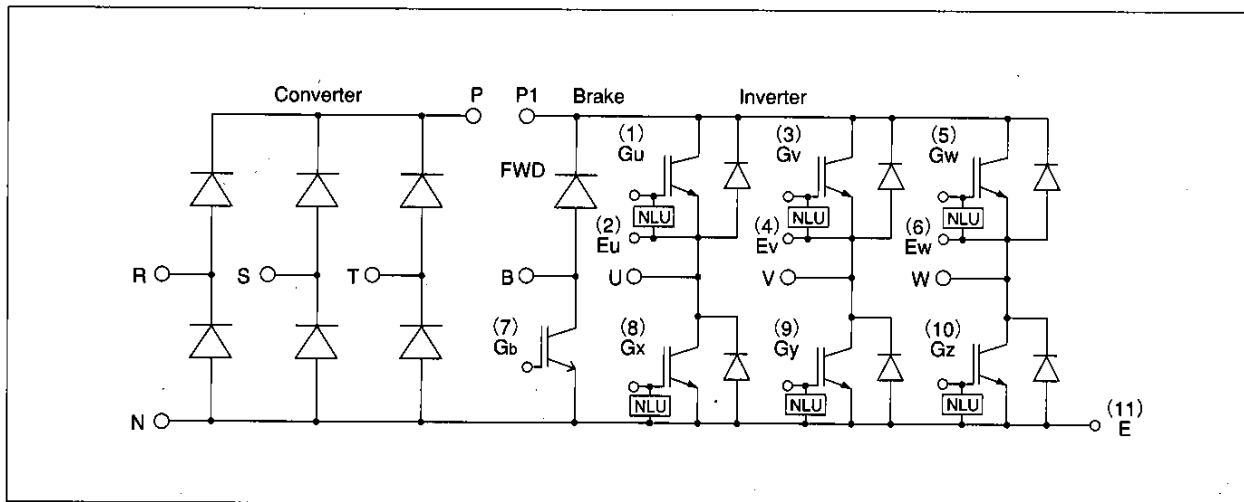 Converter P P1 Brake Inverter
(1) (3) (5)
Gu Gv Gw
FWD
NLU NLU NLU
(2) (4) (6)
Eu Ev Ew
R S T B U V W
(7) (8) (9) (10)
Gb Gx Gy Gz
NLU NLU NLU
N
(11)
E